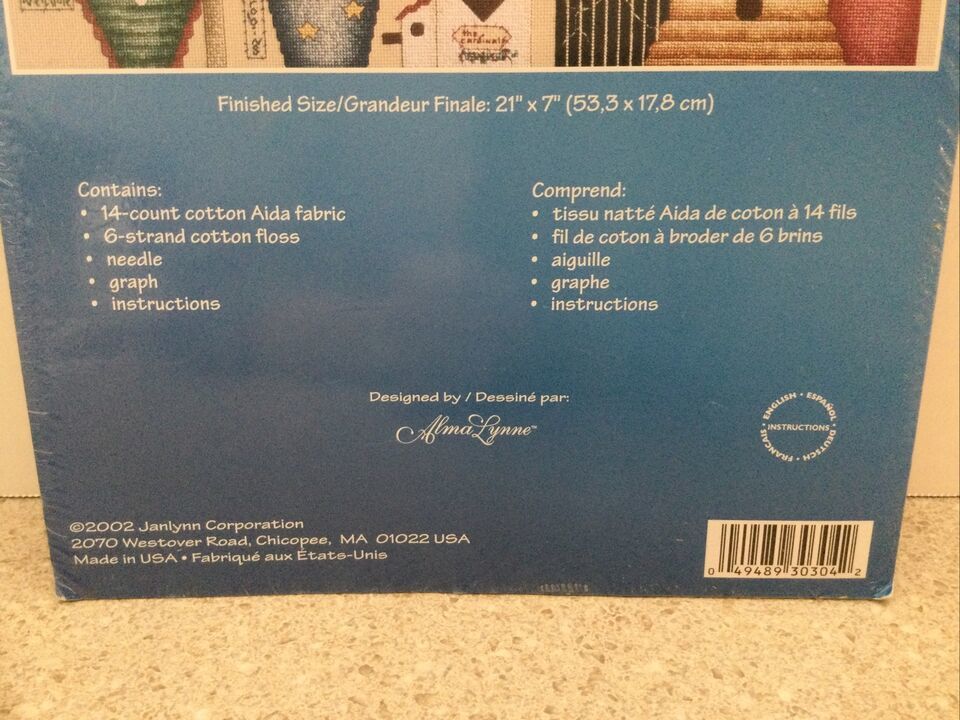 the
cardinals
Finished Size/Grandeur Finale: 21" x 7" (53,3 x 17,8 cm)
Contains:
• 14-count cotton Aida fabric
• 6-strand cotton floss
• needle
• graph
• instructions
Comprend:
• tissu natté Aida de coton à 14 fils
• fil de coton à broder de 6 brins
• aiguille
• graphe
• instructions
Designed by / Dessiné par:
Alma Lynne™
ENGLISH • ESPAÑOL • DEUTSCH • FRANCAIS •
INSTRUCTIONS
©2002 Janlynn Corporation
2070 Westover Road, Chicopee, MA 01022 USA
Made in USA • Fabriqué aux États-Unis
0 49489 30304 2